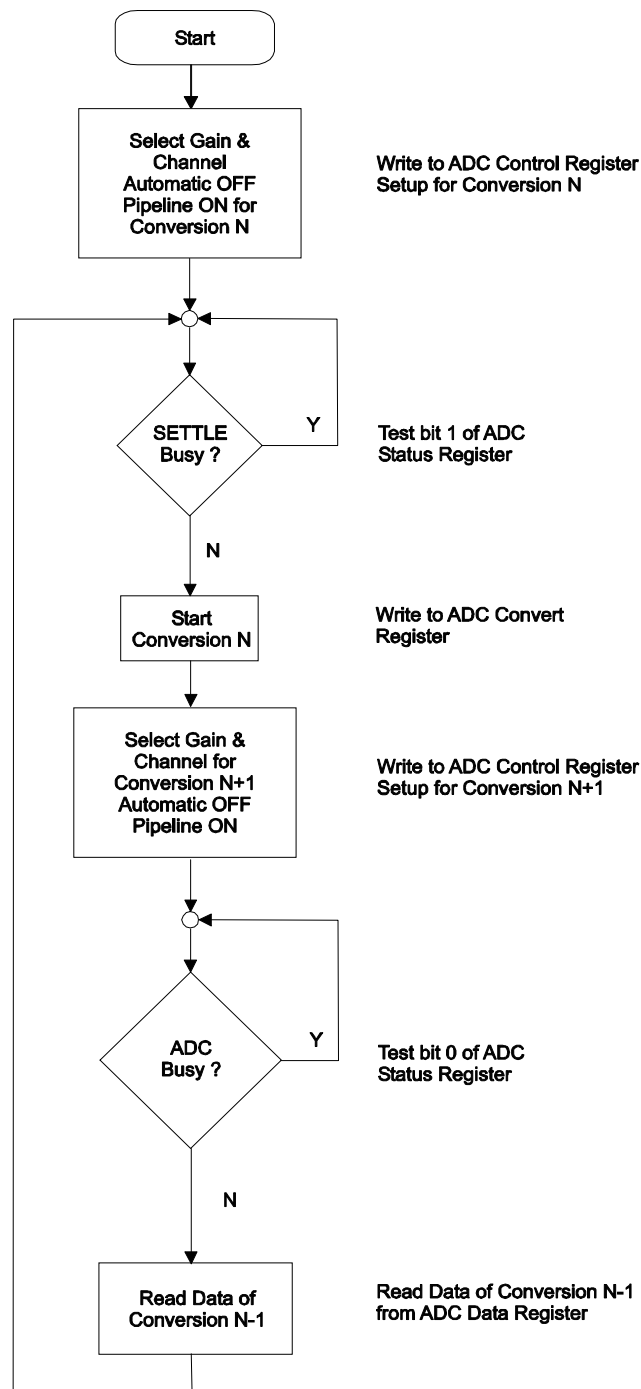 Start
Select Gain &
Channel
Automatic OFF
Pipeline ON for
Conversion N
Write to ADC Control Register
Setup for Conversion N
SETTLE
Busy ?
Y
Test bit 1 of ADC
Status Register
N
Start
Conversion N
Write to ADC Convert
Register
Select Gain &
Channel for
Conversion N+1
Automatic OFF
Pipeline ON
Write to ADC Control Register
Setup for Conversion N+1
ADC
Busy ?
Y
Test bit 0 of ADC
Status Register
N
Read Data of
Conversion N-1
Read Data of Conversion N-1
from ADC Data Register